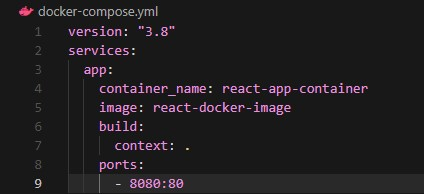 docker-compose.yml
1 version: "3.8"
2 services:
3   app:
4     container_name: react-app-container
5     image: react-docker-image
6     build:
7       context: .
8     ports:
9       - 8080:80